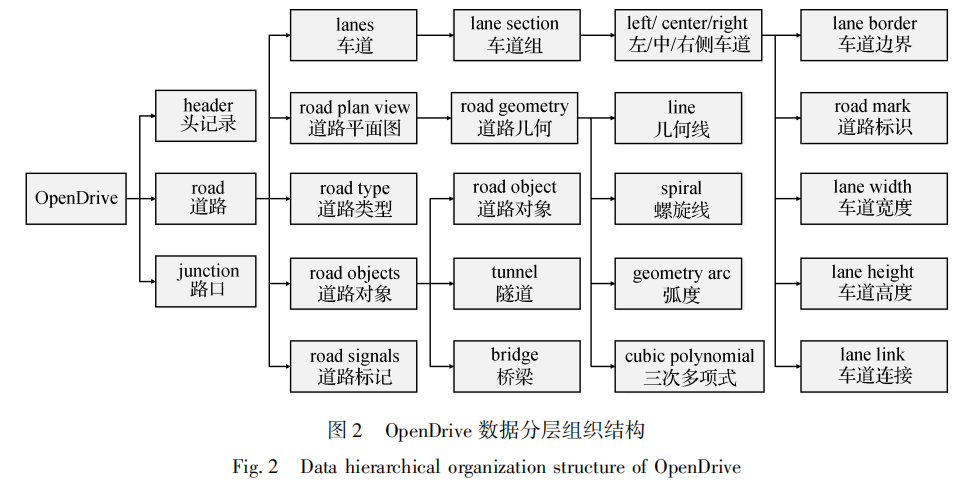 OpenDrive
header
头记录
road
道路
junction
路口
lanes
车道
road plan view
道路平面图
road type
道路类型
road objects
道路对象
road signals
道路标记
lane section
车道组
road geometry
道路几何
road object
道路对象
tunnel
隧道
bridge
桥梁
left/ center/right
左/中/右侧车道
line
几何线
spiral
螺旋线
geometry arc
弧度
cubic polynomial
三次多项式
lane border
车道边界
road mark
道路标识
lane width
车道宽度
lane height
车道高度
lane link
车道连接
图 2 OpenDrive 数据分层组织结构
Fig. 2 Data hierarchical organization structure of OpenDrive